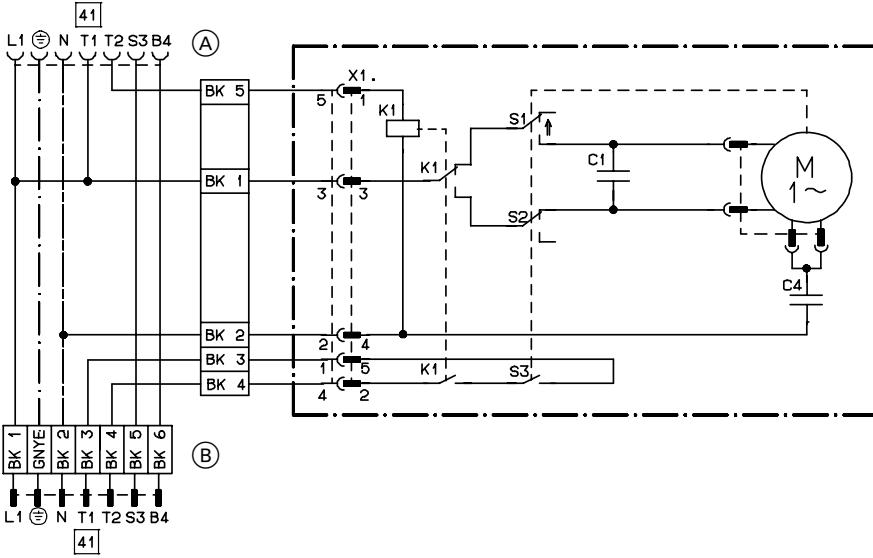 41
L1 N T1 T2 S3 B4 A
BK 5
5 X1. 1
K1
S1
C1
M
1~
BK 1
3 3
K1
S2
C4
BK 2
2 4
BK 3
1 5
K1 S3
BK 4
4 2
BK 1
GNYE
BK 2
BK 3
BK 4
BK 5
BK 6
B
L1 N T1 T2 S3 B4
41